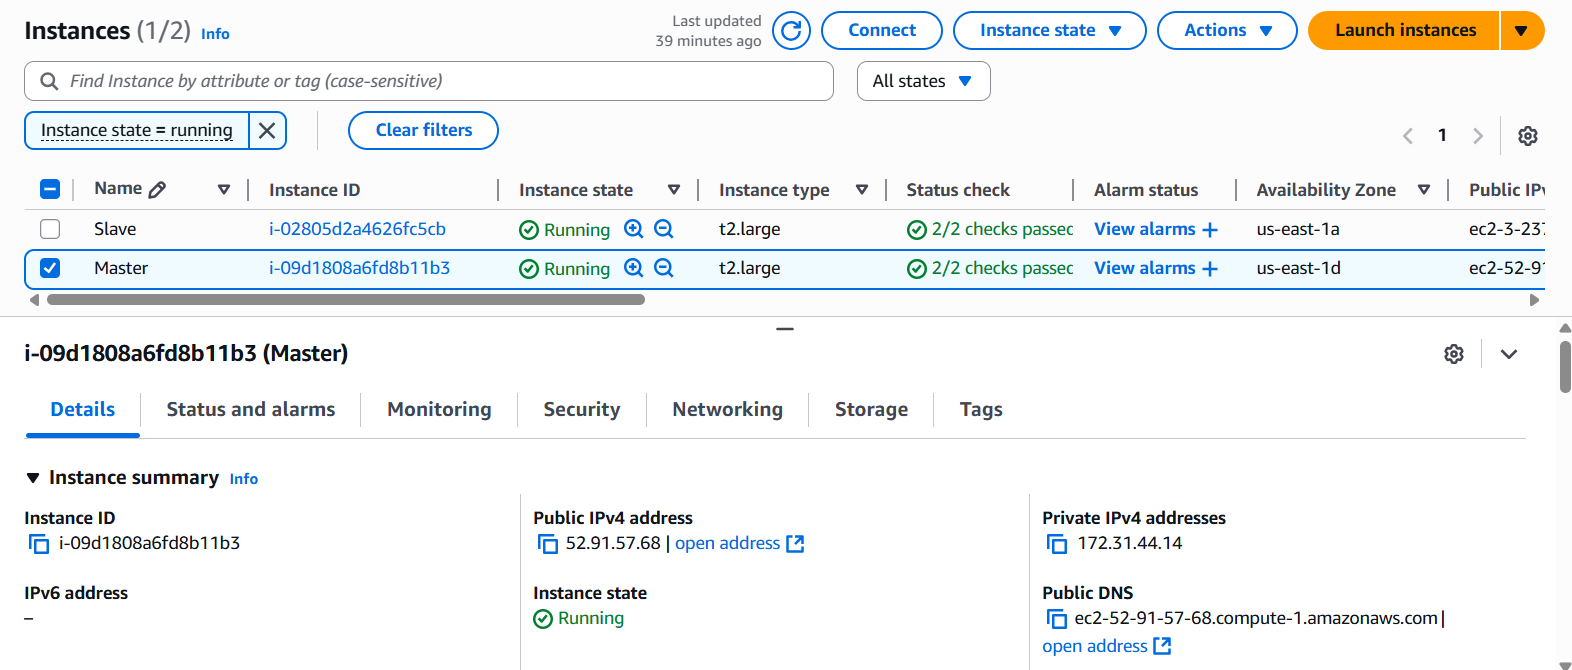 Instances (1/2) Info
Last updated
39 minutes ago
Connect
Instance state
Actions
Launch instances
Find Instance by attribute or tag (case-sensitive)
All states
Instance state = running
Clear filters
1
Name Instance ID Instance state Instance type Status check Alarm status Availability Zone Public IPv
Slave i-02805d2a4626fc5cb Running t2.large 2/2 checks passed View alarms + us-east-1a ec2-3-237
Master i-09d1808a6fd8b11b3 Running t2.large 2/2 checks passed View alarms + us-east-1d ec2-52-91
i-09d1808a6fd8b11b3 (Master)
Details Status and alarms Monitoring Security Networking Storage Tags
Instance summary Info
Instance ID
i-09d1808a6fd8b11b3
Public IPv4 address
52.91.57.68 | open address
Private IPv4 addresses
172.31.44.14
IPv6 address
–
Instance state
Running
Public DNS
ec2-52-91-57-68.compute-1.amazonaws.com |
open address